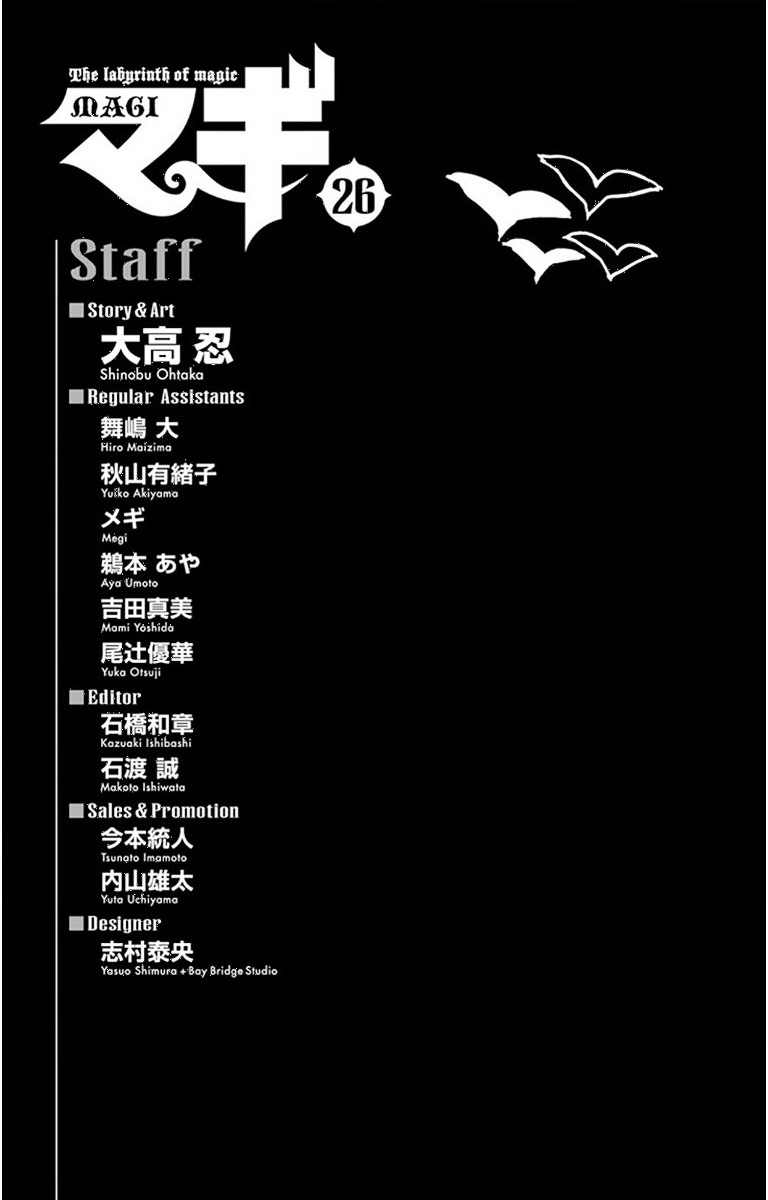 The labyrinth of magic
MAGI
マギ
26
Staff
Story & Art
大高 忍
Shinobu Ohtaka
Regular Assistants
舞嶋 大
Hiro Maizima
秋山有緒子
Yuiko Akiyama
メギ
Megi
鵜本 あや
Aya Umoto
吉田真美
Mami Yoshida
尾辻優華
Yuka Otsuji
Editor
石橋和章
Kazuaki Ishibashi
石渡 誠
Makoto Ishiwata
Sales & Promotion
今本統人
Tsunato Imamoto
内山雄太
Yuta Uchiyama
Designer
志村泰央
Yasuo Shimura + Bay Bridge Studio